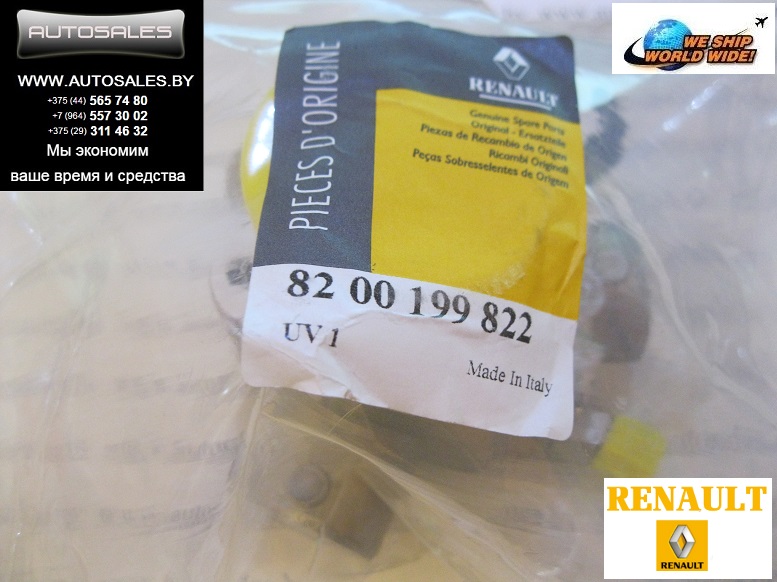 AUTOSALES
WWW.AUTOSALES.BY
+375 (44) 565 74 80
+7 (964) 557 30 02
+375 (29) 311 46 32
Мы экономим
ваше время и средства
WE SHIP
WORLD WIDE!
PIECES D'ORIGINE
RENAULT
Genuine Spare Parts
Original - Ersatzteile
Piezas de Recambio de Origen
Ricambi Originali
Peças Sobresselentes de Origem
82 00 199 822
UV 1
Made In Italy
RENAULT
RENAULT